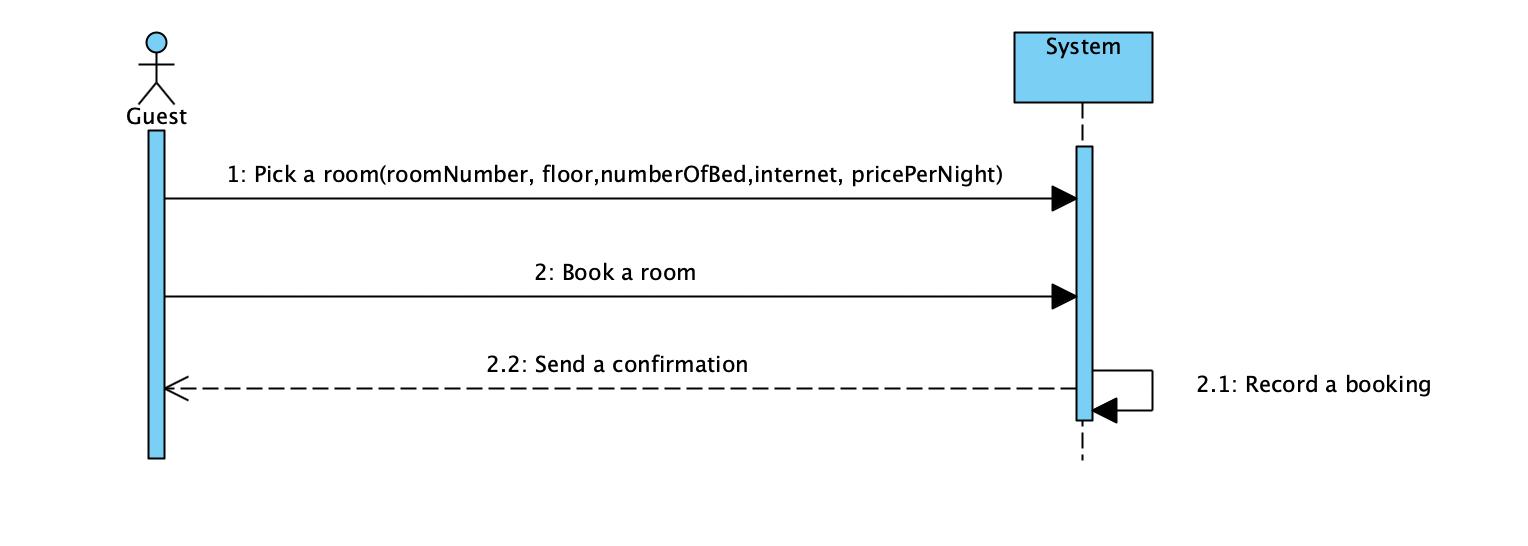 System
Guest
1: Pick a room(roomNumber, floor,numberOfBed,internet, pricePerNight)
2: Book a room
2.2: Send a confirmation
2.1: Record a booking